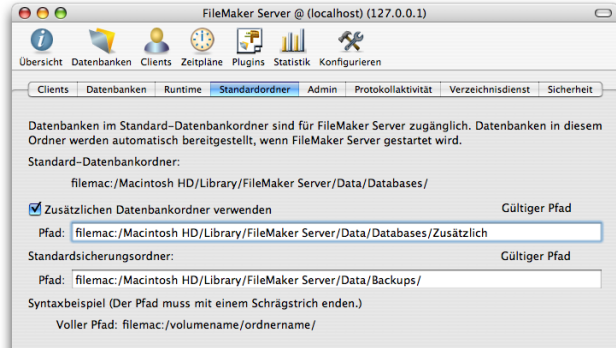 FileMaker Server @ (localhost) (127.0.0.1)
Übersicht Datenbanken Clients Zeitpläne Plugins Statistik Konfigurieren
Clients Datenbanken Runtime Standardordner Admin Protokollaktivität Verzeichnisdienst Sicherheit
Datenbanken im Standard-Datenbankordner sind für FileMaker Server zugänglich. Datenbanken in diesem
Ordner werden automatisch bereitgestellt, wenn FileMaker Server gestartet wird.
Standard-Datenbankordner:
filemac:/Macintosh HD/Library/FileMaker Server/Data/Databases/
Zusätzlichen Datenbankordner verwenden Gültiger Pfad
Pfad: filemac:/Macintosh HD/Library/FileMaker Server/Data/Databases/Zusätzlich
Standardsicherungsordner: Gültiger Pfad
Pfad: filemac:/Macintosh HD/Library/FileMaker Server/Data/Backups/
Syntaxbeispiel (Der Pfad muss mit einem Schrägstrich enden.)
Voller Pfad: filemac:/volumename/ordnername/